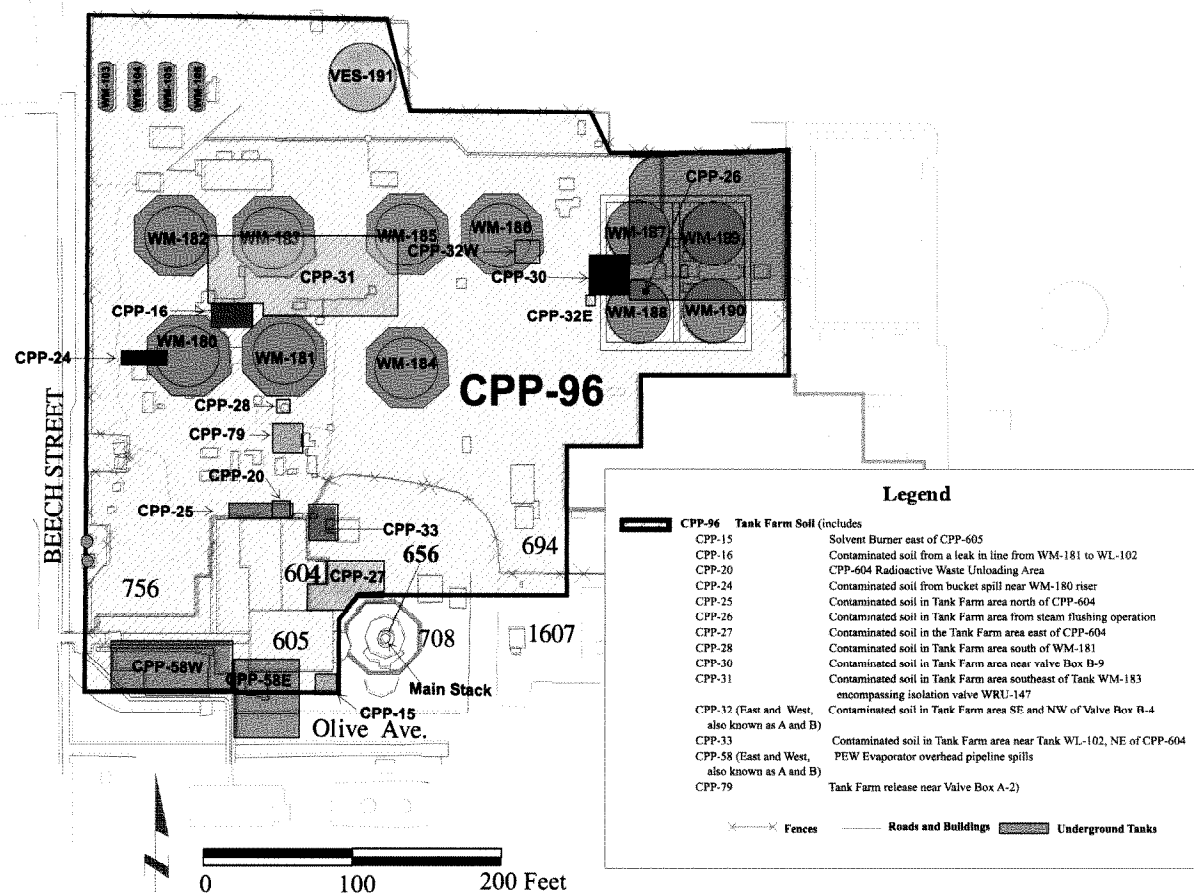 VES-191
WM-103
WM-104
WM-105
WM-106
CPP-26
WM-182
WM-183
WM-185
WM-186
WM-187
WM-189
CPP-32W
CPP-31
CPP-30
CPP-16
CPP-32E
WM-188
WM-190
WM-180
WM-181
WM-184
CPP-24
CPP-96
CPP-28
CPP-79
CPP-20
CPP-25
CPP-33
BEECH STREET
656
694
604
CPP-27
756
605
708
1607
CPP-58W
CPP-58E
Main Stack
CPP-15
Olive Ave.
0 100 200 Feet
Legend
CPP-96 Tank Farm Soil (includes
CPP-15 Solvent Burner east of CPP-605
CPP-16 Contaminated soil from a leak in line from WM-181 to WL-102
CPP-20 CPP-604 Radioactive Waste Unloading Area
CPP-24 Contaminated soil from bucket spill near WM-180 riser
CPP-25 Contaminated soil in Tank Farm area north of CPP-604
CPP-26 Contaminated soil in Tank Farm area from steam flushing operation
CPP-27 Contaminated soil in the Tank Farm area east of CPP-604
CPP-28 Contaminated soil in Tank Farm area south of WM-181
CPP-30 Contaminated soil in Tank Farm area near valve Box B-9
CPP-31 Contaminated soil in Tank Farm area southeast of Tank WM-183
encompassing isolation valve WRU-147
CPP-32 (East and West, Contaminated soil in Tank Farm area SE and NW of Valve Box B-4
also known as A and B)
CPP-33 Contaminated soil in Tank Farm area near Tank WL-102, NE of CPP-604
CPP-58 (East and West, PEW Evaporator overhead pipeline spills
also known as A and B)
CPP-79 Tank Farm release near Valve Box A-2)
Fences Roads and Buildings Underground Tanks